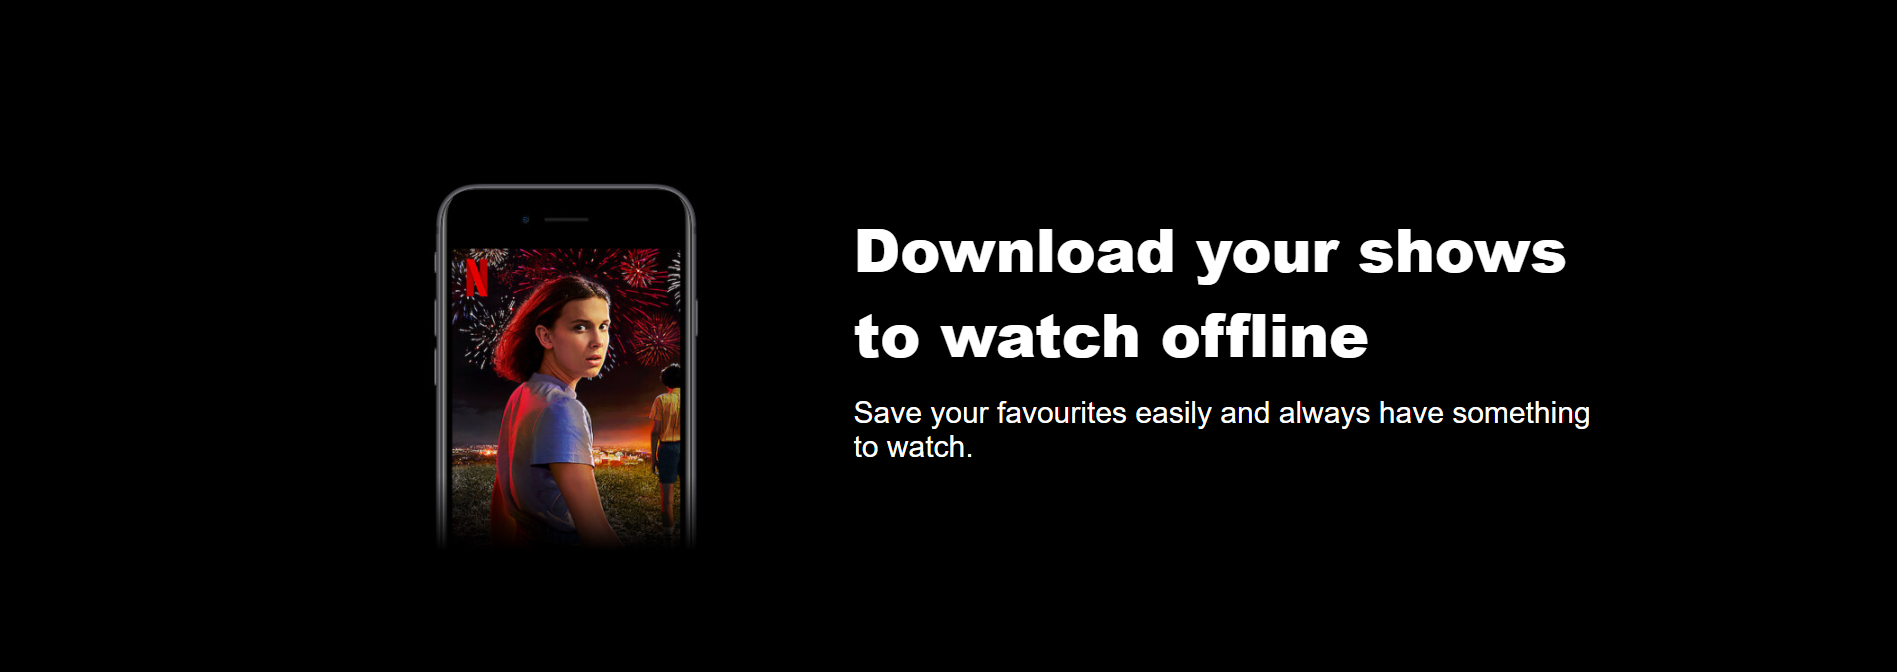 N
Download your shows
to watch offline
Save your favourites easily and always have something
to watch.